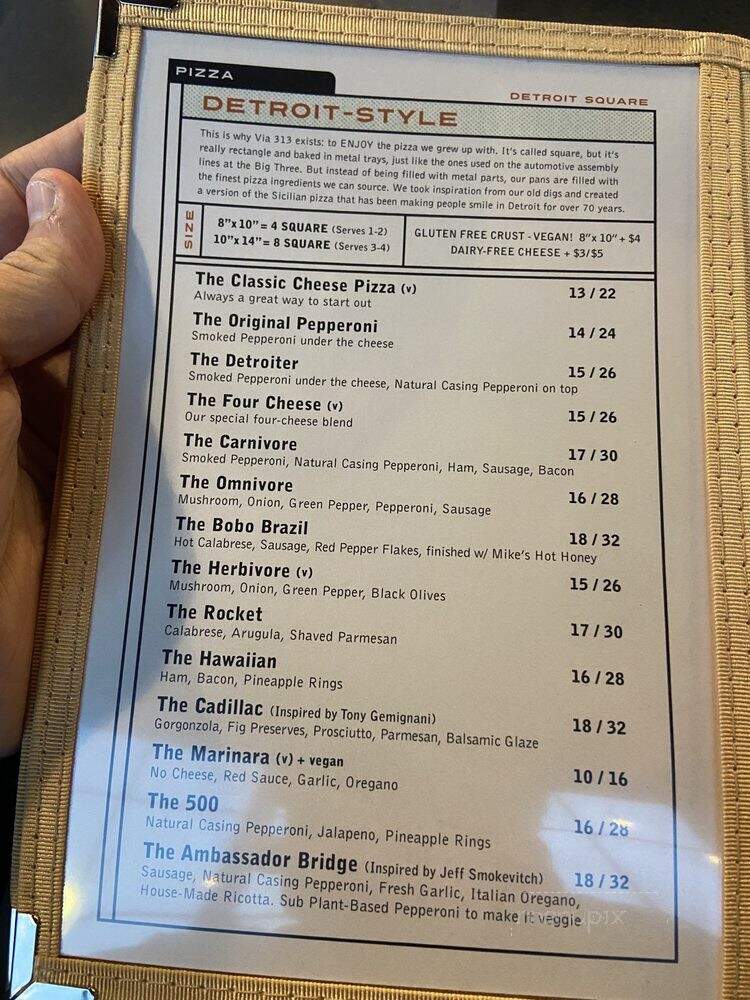 PIZZA
DETROIT SQUARE
DETROIT-STYLE
This is why Via 313 exists: to ENJOY the pizza we grew up with. It's called square, but it's
really rectangle and baked in metal trays, just like the ones used on the automotive assembly
lines at the Big Three. But instead of being filled with metal parts, our pans are filled with
the finest pizza ingredients we can source. We took inspiration from our old digs and created
a version of the Sicilian pizza that has been making people smile in Detroit for over 70 years.
SIZE
8"x10" = 4 SQUARE (Serves 1-2)
10"x14" = 8 SQUARE (Serves 3-4)
GLUTEN FREE CRUST - VEGAN! 8"x 10" + $4
DAIRY-FREE CHEESE + $3/$5
The Classic Cheese Pizza (v) 13 / 22
Always a great way to start out
The Original Pepperoni 14 / 24
Smoked Pepperoni under the cheese
The Detroiter 15 / 26
Smoked Pepperoni under the cheese, Natural Casing Pepperoni on top
The Four Cheese (v) 15 / 26
Our special four-cheese blend
The Carnivore 17 / 30
Smoked Pepperoni, Natural Casing Pepperoni, Ham, Sausage, Bacon
The Omnivore 16 / 28
Mushroom, Onion, Green Pepper, Pepperoni, Sausage
The Bobo Brazil 18 / 32
Hot Calabrese, Sausage, Red Pepper Flakes, finished w/ Mike's Hot Honey
The Herbivore (v) 15 / 26
Mushroom, Onion, Green Pepper, Black Olives
The Rocket 17 / 30
Calabrese, Arugula, Shaved Parmesan
The Hawaiian 16 / 28
Ham, Bacon, Pineapple Rings
The Cadillac (Inspired by Tony Gemignani) 18 / 32
Gorgonzola, Fig Preserves, Prosciutto, Parmesan, Balsamic Glaze
The Marinara (v) + vegan 10 / 16
No Cheese, Red Sauce, Garlic, Oregano
The 500 16 / 28
Natural Casing Pepperoni, Jalapeno, Pineapple Rings
The Ambassador Bridge (Inspired by Jeff Smokevitch) 18 / 32
Sausage, Natural Casing Pepperoni, Fresh Garlic, Italian Oregano,
House-Made Ricotta. Sub Plant-Based Pepperoni to make it veggie